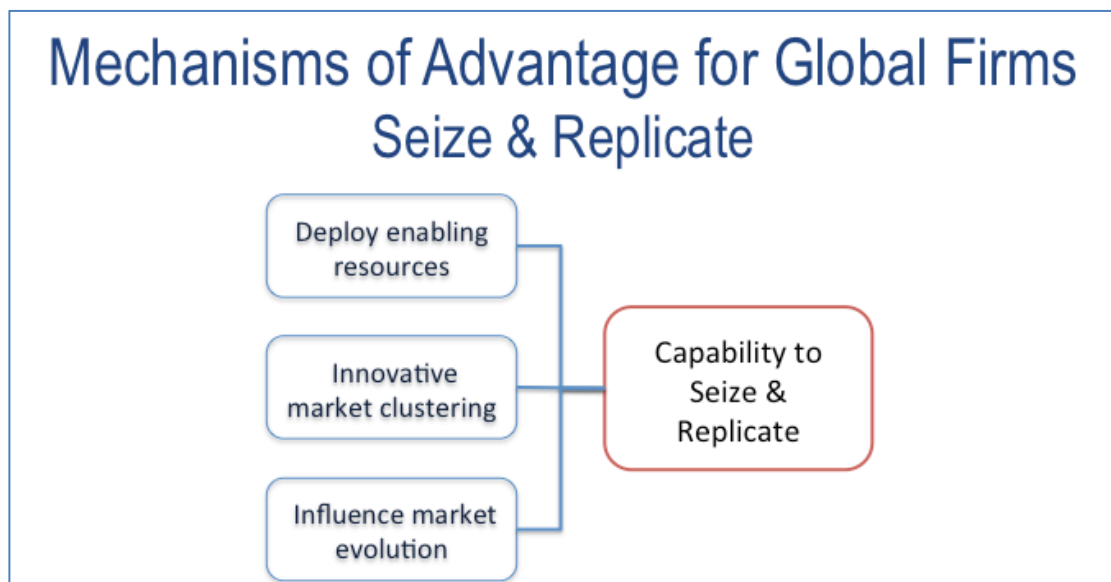 Mechanisms of Advantage for Global Firms
Seize & Replicate
Deploy enabling
resources
Innovative
market clustering
Influence market
evolution
Capability to
Seize &
Replicate